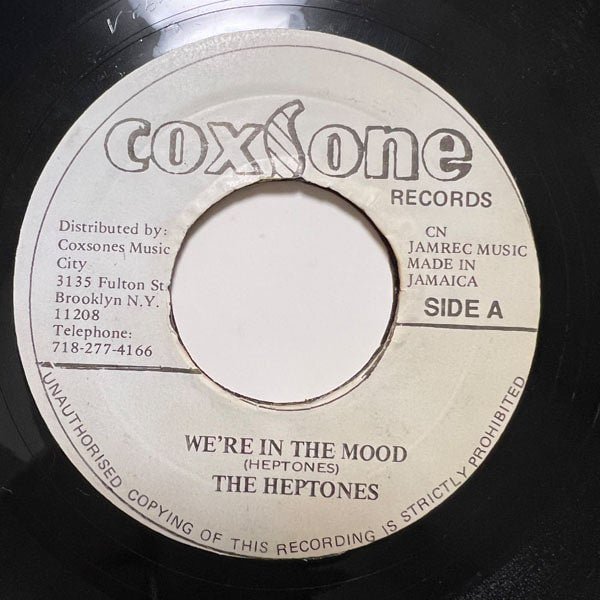 coxsone
RECORDS
Distributed by:
Coxsones Music
City
3135 Fulton St
Brooklyn N.Y.
11208
Telephone:
718-277-4166
CN
JAMREC MUSIC
MADE IN
JAMAICA
SIDE A
WE'RE IN THE MOOD
(HEPTONES)
THE HEPTONES
UNAUTHORISED COPYING OF THIS RECORDING IS STRICTLY PROHIBITED